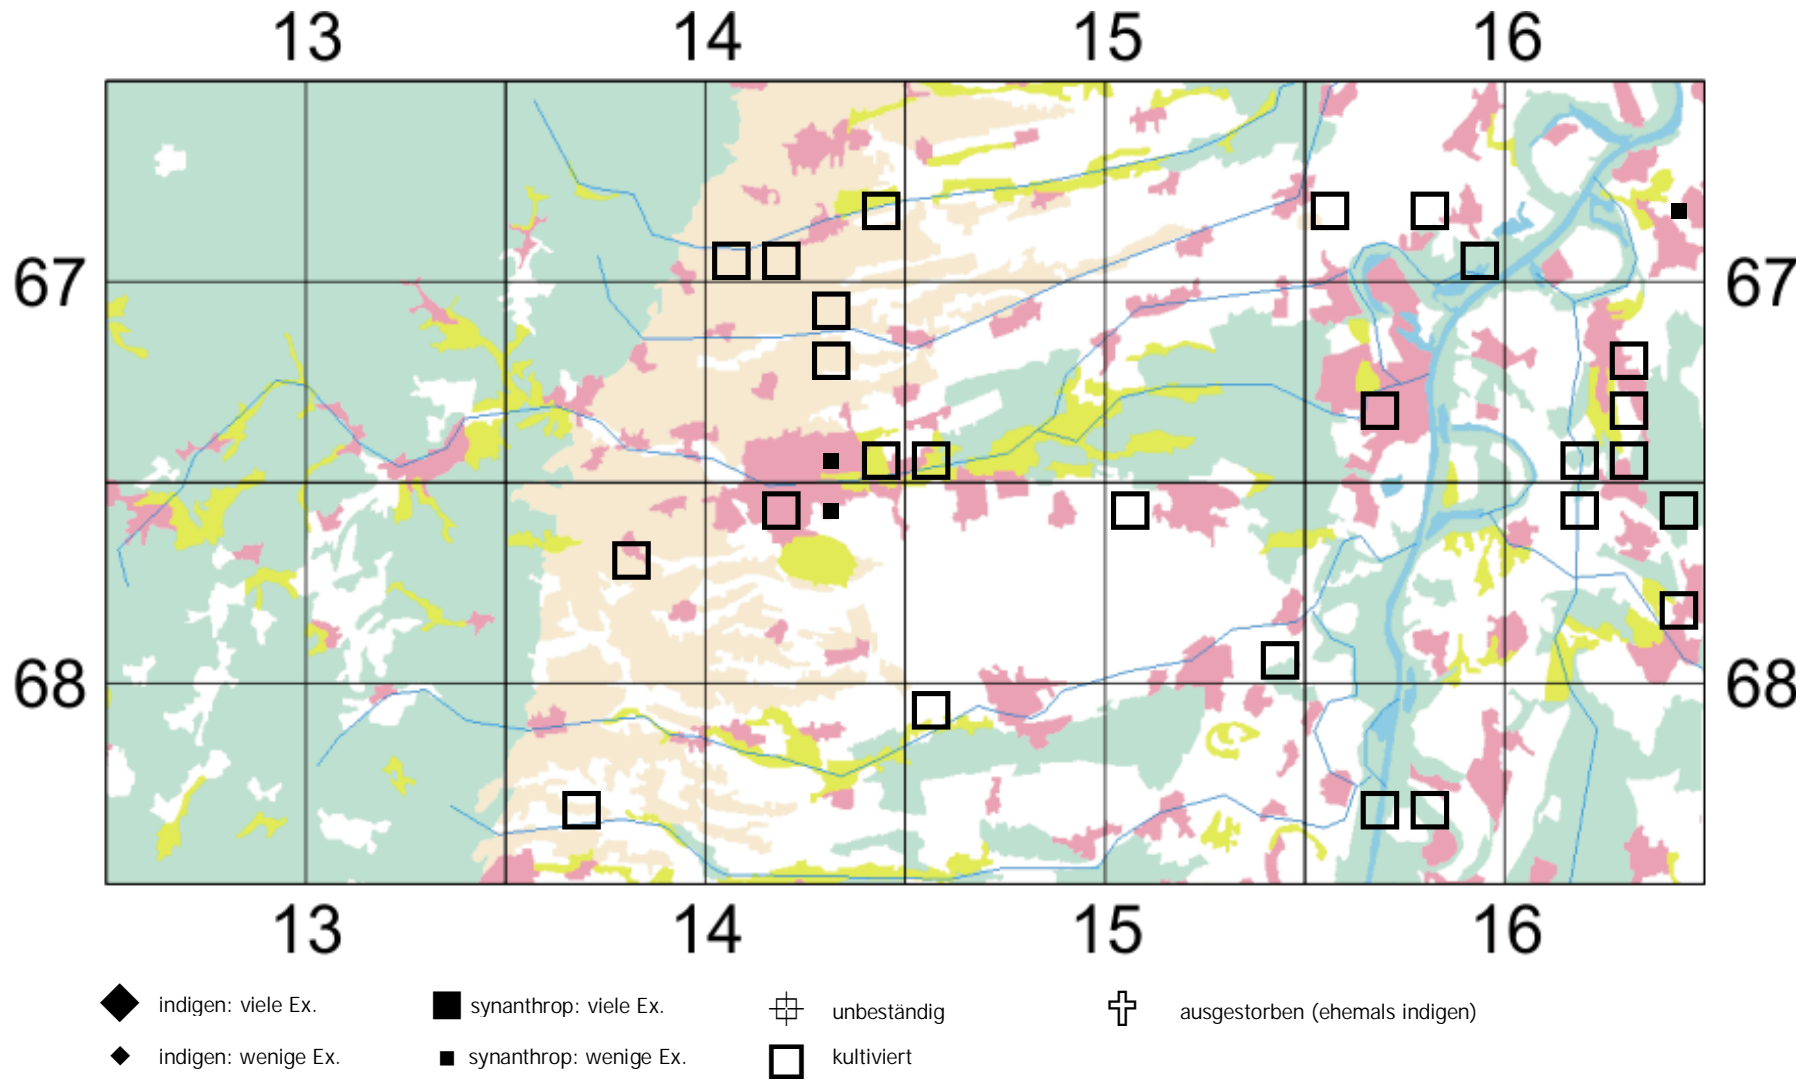 13 14 15 16
67 67
68 68
13 14 15 16
indigen: viele Ex. synanthrop: viele Ex. unbeständig ausgestorben (ehemals indigen)
indigen: wenige Ex. synanthrop: wenige Ex. kultiviert